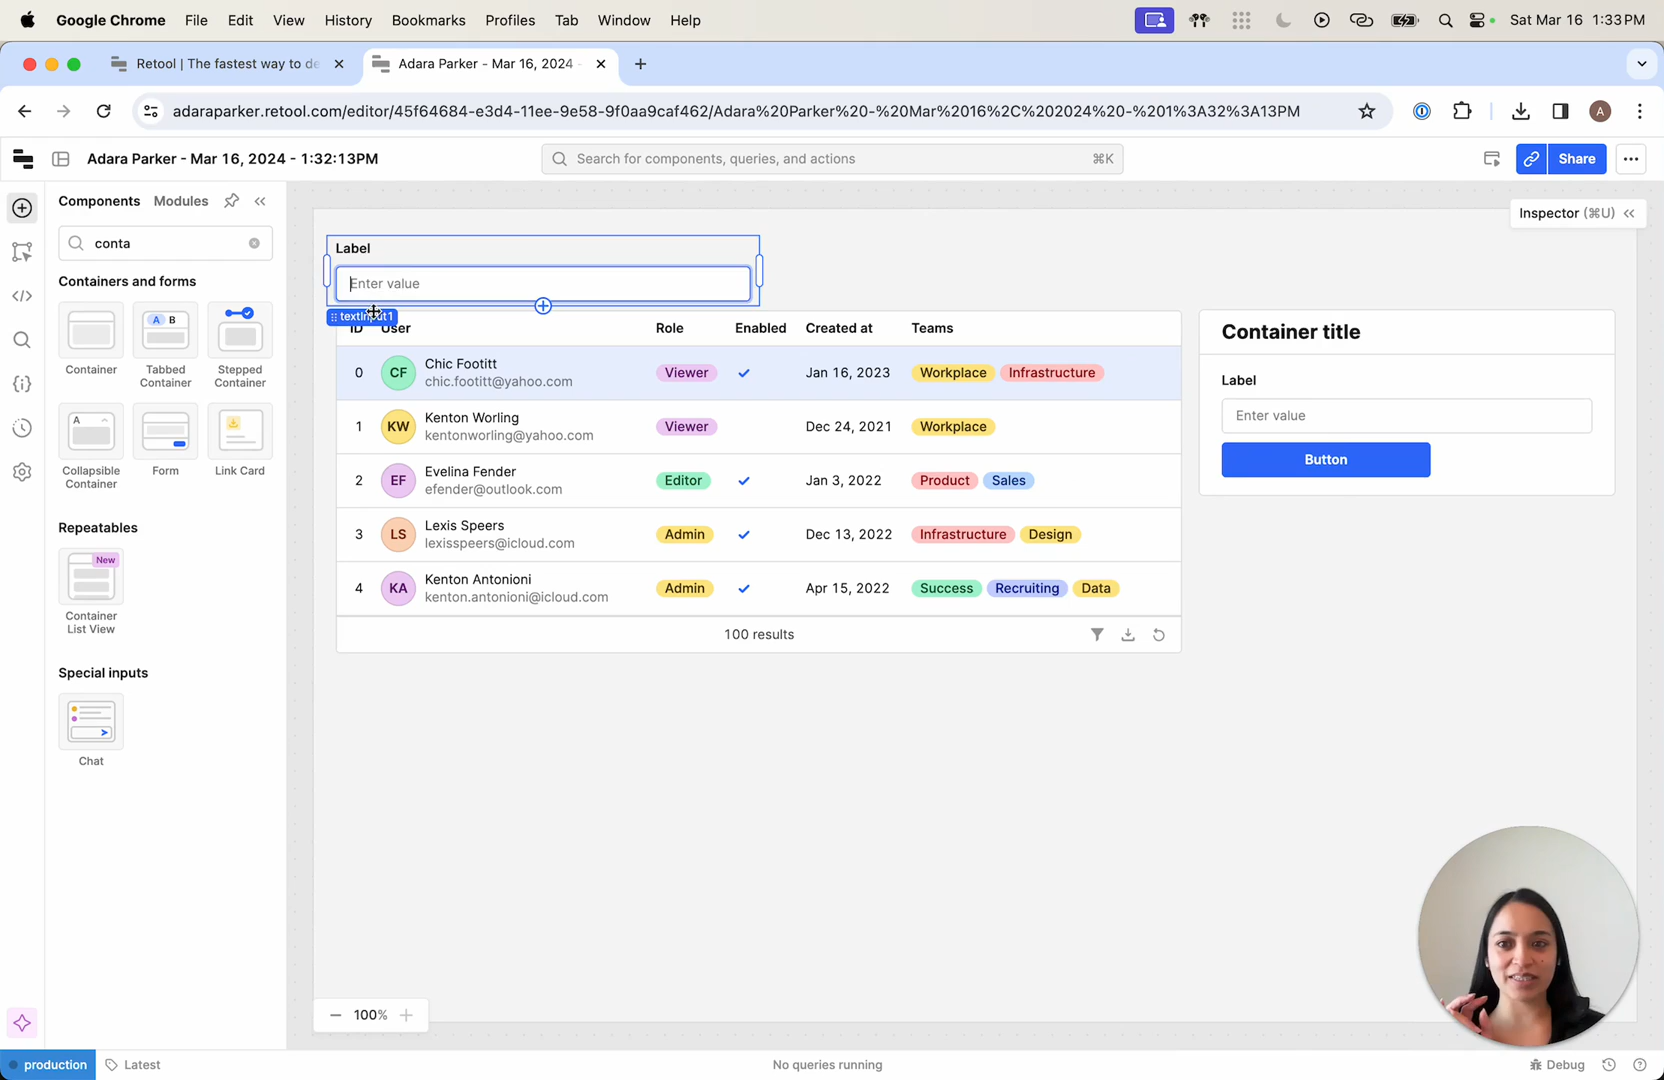 Google Chrome File Edit View History Bookmarks Profiles Tab Window Help Sat Mar 16 1:33 PM
Retool | The fastest way to de
Adara Parker - Mar 16, 2024 -
adaraparker.retool.com/editor/45f64684-e3d4-11ee-9e58-9f0aa9caf462/Adara%20Parker%20-%20Mar%2016%2C%202024%20-%201%3A32%3A13PM
A
Adara Parker - Mar 16, 2024 - 1:32:13PM
Search for components, queries, and actions ⌘K
Share
Components Modules
Inspector (⌘U)
conta
Containers and forms
A B
Container
Tabbed Container
Stepped Container
A
Collapsible Container
Form
Link Card
Repeatables
New
Container List View
Special inputs
Chat
Label
Enter value
textInput1
ID User Role Enabled Created at Teams
0 CF Chic Footitt chic.footitt@yahoo.com Viewer Jan 16, 2023 Workplace Infrastructure
1 KW Kenton Worling kentonworling@yahoo.com Viewer Dec 24, 2021 Workplace
2 EF Evelina Fender efender@outlook.com Editor Jan 3, 2022 Product Sales
3 LS Lexis Speers lexisspeers@icloud.com Admin Dec 13, 2022 Infrastructure Design
4 KA Kenton Antonioni kenton.antonioni@icloud.com Admin Apr 15, 2022 Success Recruiting Data
100 results
Container title
Label
Enter value
Button
100%
production Latest No queries running Debug